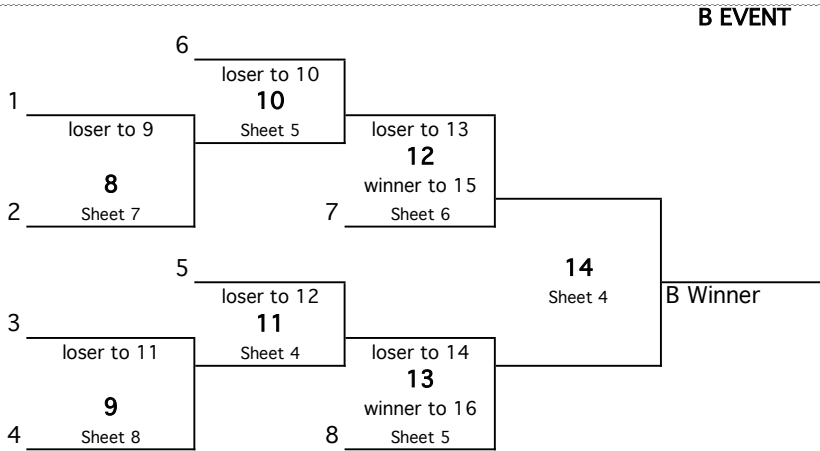 B EVENT
6
loser to 10
10
Sheet 5
1
loser to 9
8
Sheet 7
2
loser to 13
12
winner to 15
Sheet 6
7
14
Sheet 4
B Winner
5
loser to 12
11
Sheet 4
3
loser to 11
9
Sheet 8
4
loser to 14
13
winner to 16
Sheet 5
8